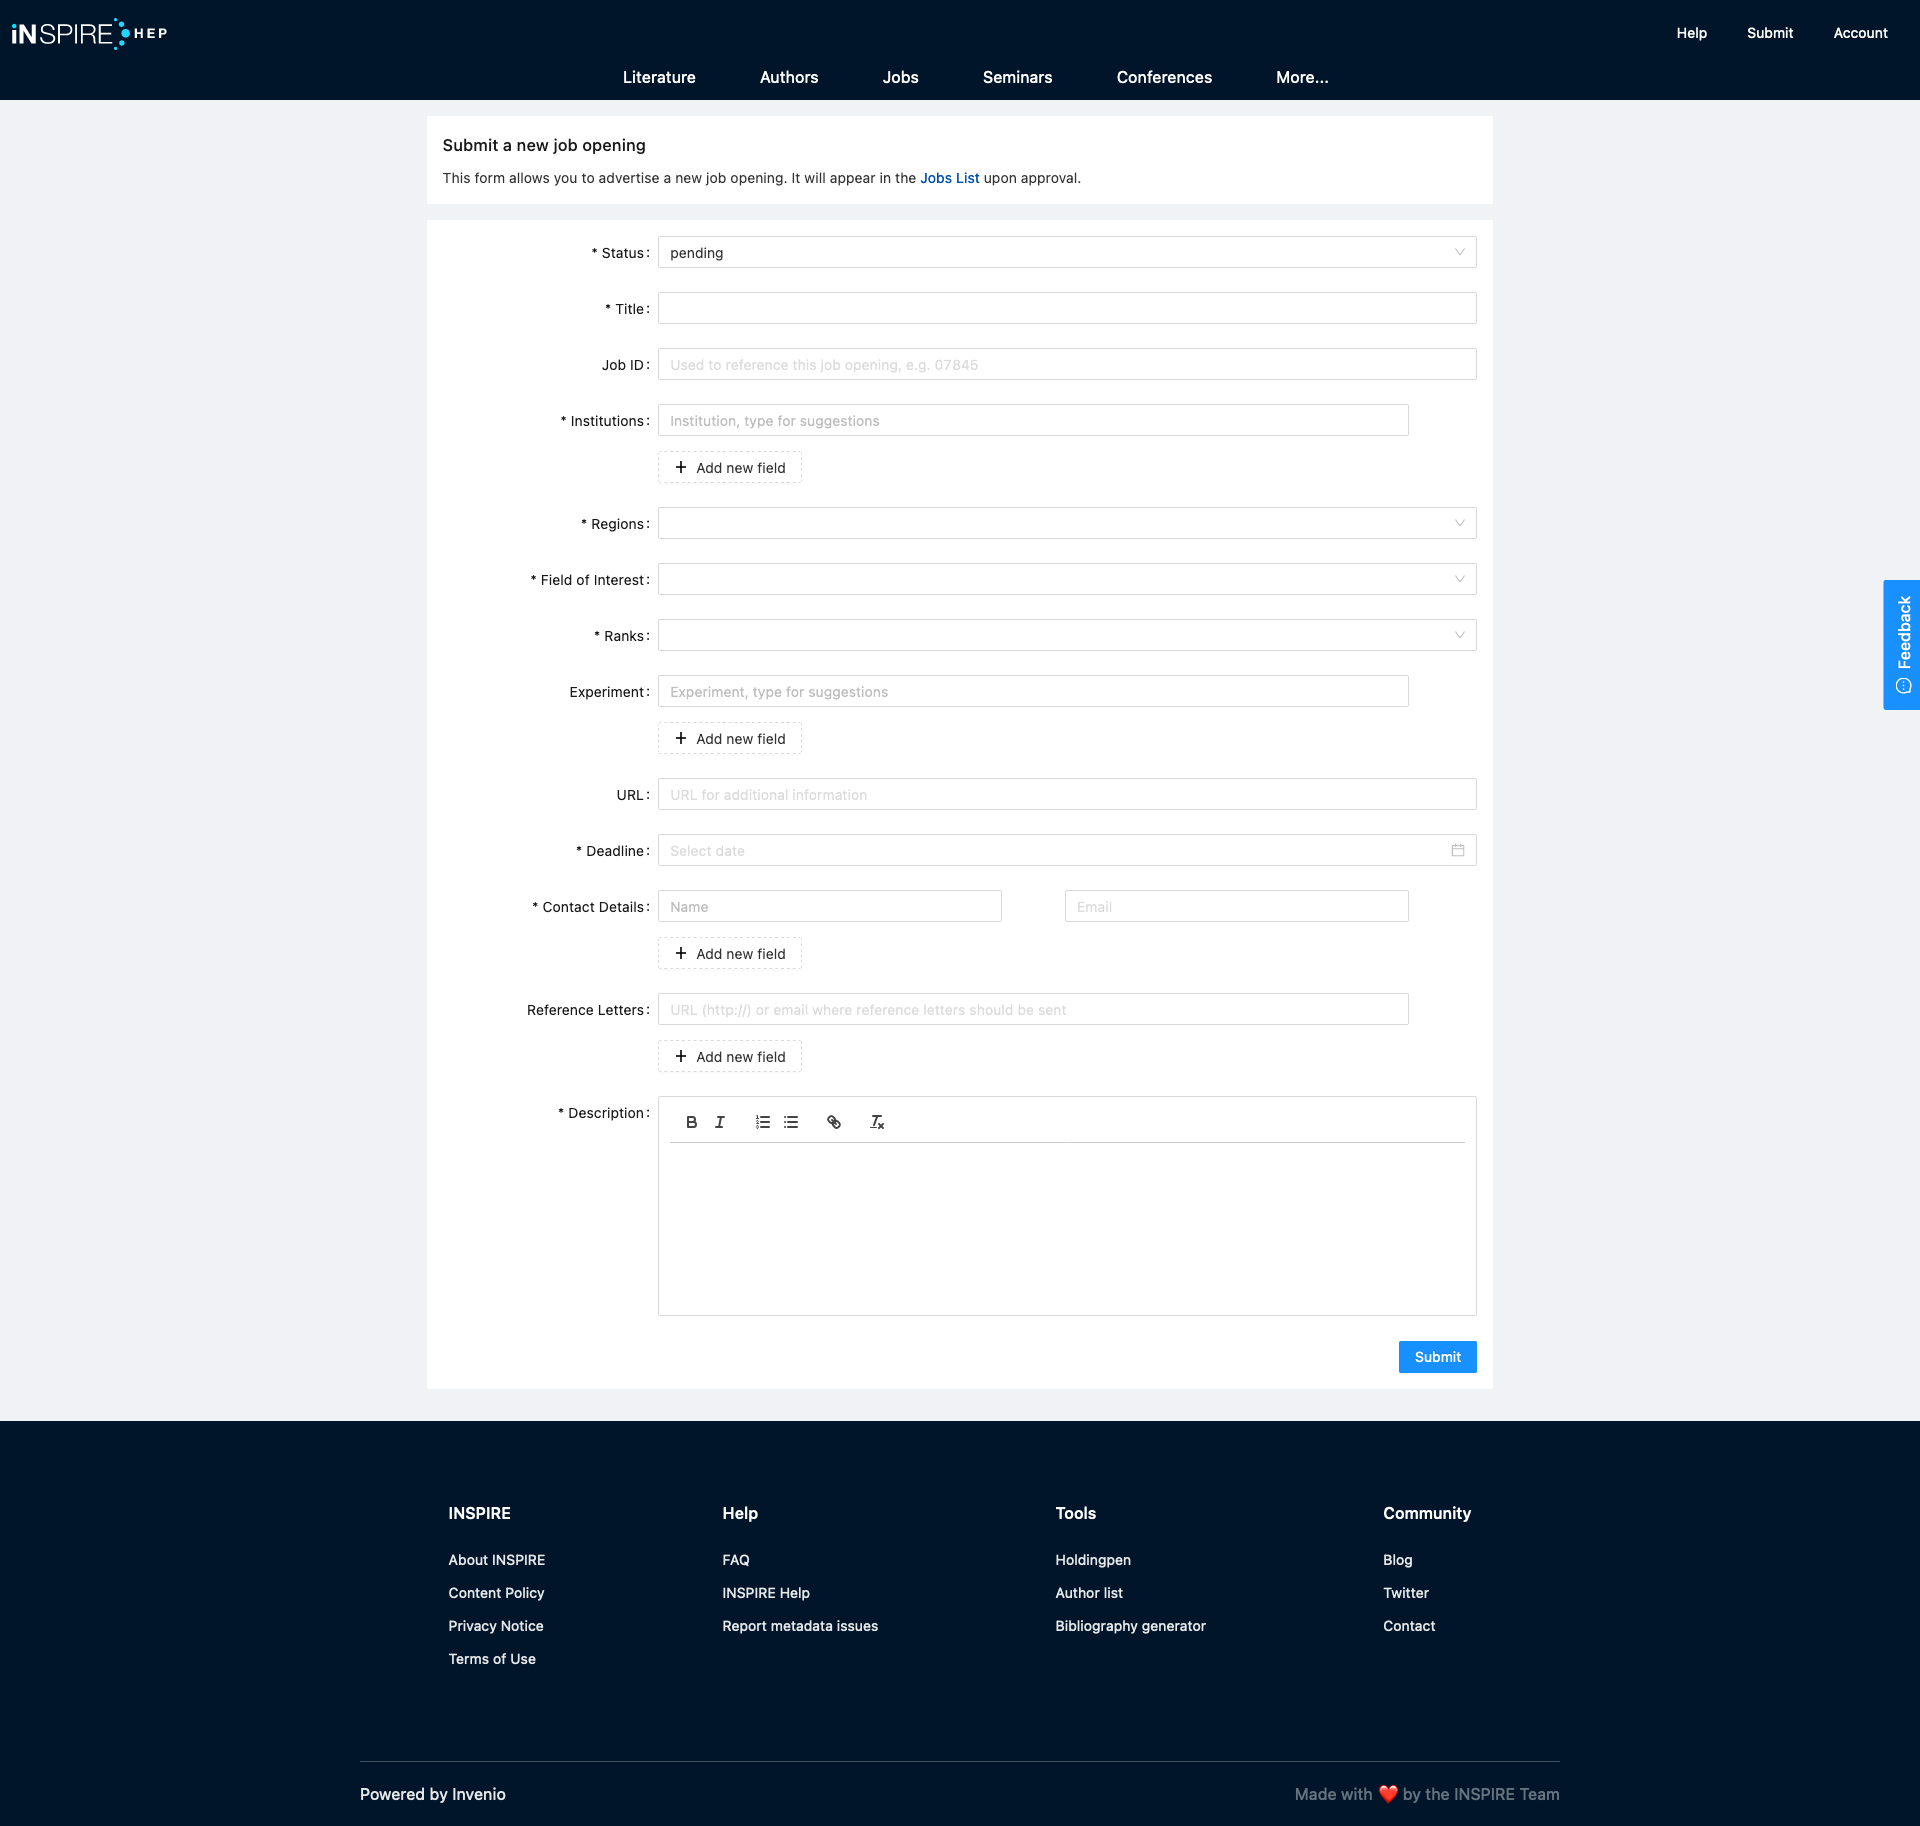 iNSPIRE HEP
Help Submit Account
Literature Authors Jobs Seminars Conferences More...
Submit a new job opening
This form allows you to advertise a new job opening. It will appear in the Jobs List upon approval.
* Status: pending
* Title:
Job ID: Used to reference this job opening, e.g. 07845
* Institutions: Institution, type for suggestions
+ Add new field
* Regions:
* Field of Interest:
* Ranks:
Feedback
Experiment: Experiment, type for suggestions
+ Add new field
URL: URL for additional information
* Deadline: Select date
* Contact Details: Name Email
+ Add new field
Reference Letters: URL (http://) or email where reference letters should be sent
+ Add new field
* Description:
Submit
INSPIRE
About INSPIRE
Content Policy
Privacy Notice
Terms of Use
Help
FAQ
INSPIRE Help
Report metadata issues
Tools
Holdingpen
Author list
Bibliography generator
Community
Blog
Twitter
Contact
Powered by Invenio
Made with ❤️ by the INSPIRE Team